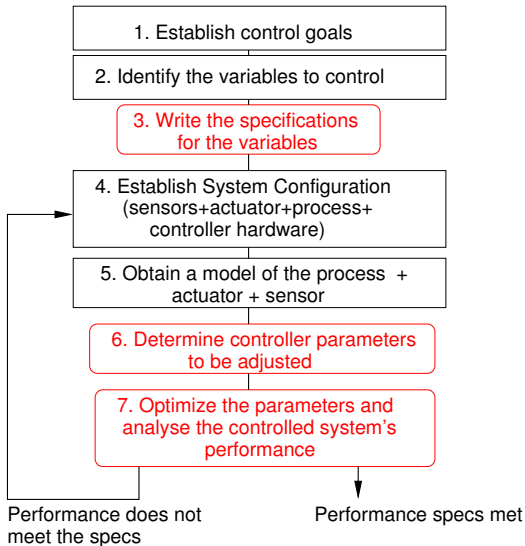 1. Establish control goals
2. Identify the variables to control
3. Write the specifications
for the variables
4. Establish System Configuration
(sensors+actuator+process+
controller hardware)
5. Obtain a model of the process +
actuator + sensor
6. Determine controller parameters
to be adjusted
7. Optimize the parameters and
analyse the controlled system's
performance
Performance does not
meet the specs
Performance specs met